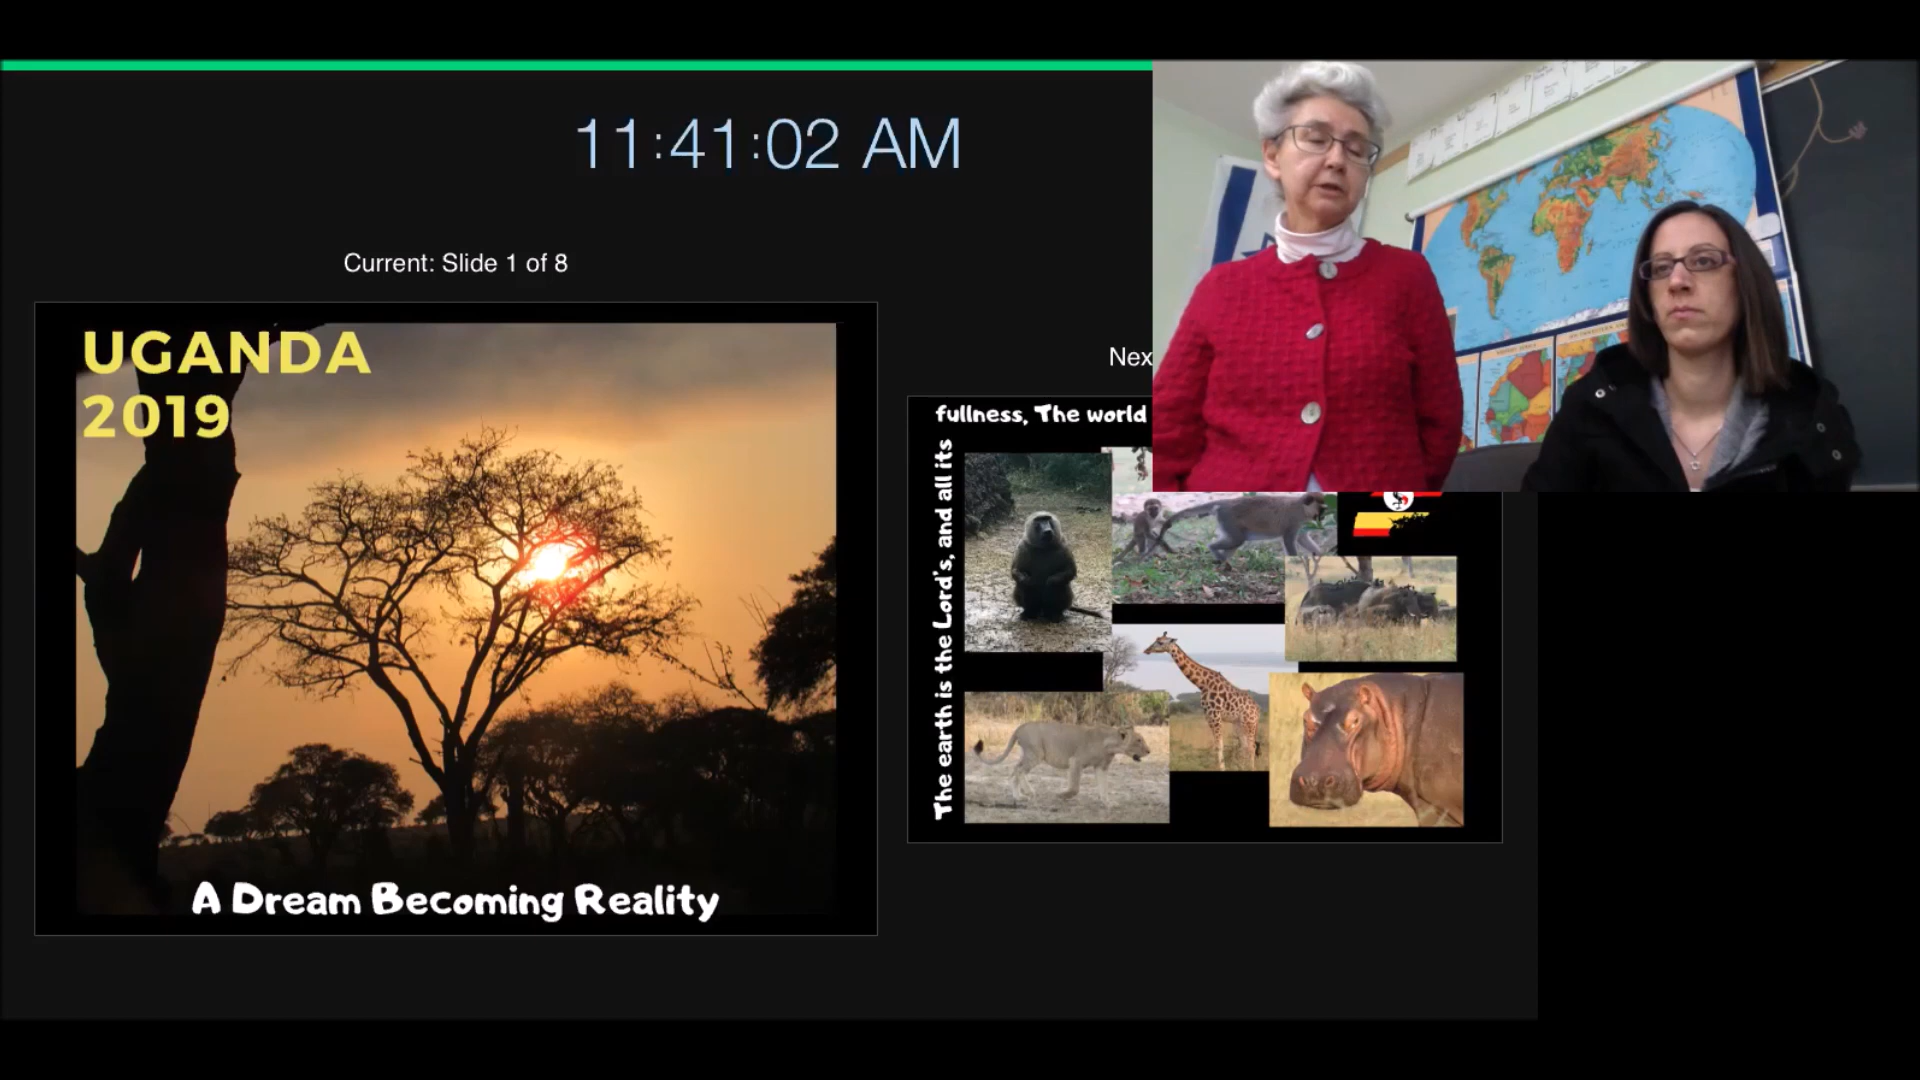 11:41:02 AM
Current: Slide 1 of 8
UGANDA
2019
A Dream Becoming Reality
Nex
fullness, The world
The earth is the Lord's, and all its